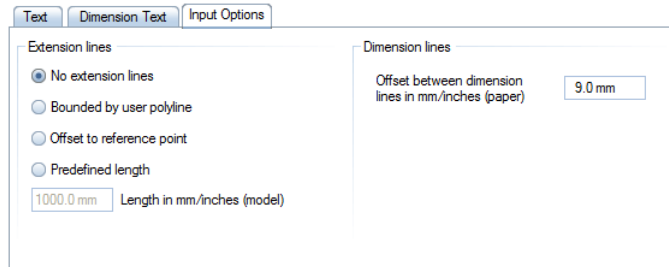 Text Dimension Text Input Options
Extension lines
No extension lines
Bounded by user polyline
Offset to reference point
Predefined length
1000.0 mm Length in mm/inches (model)
Dimension lines
Offset between dimension
lines in mm/inches (paper)
9.0 mm